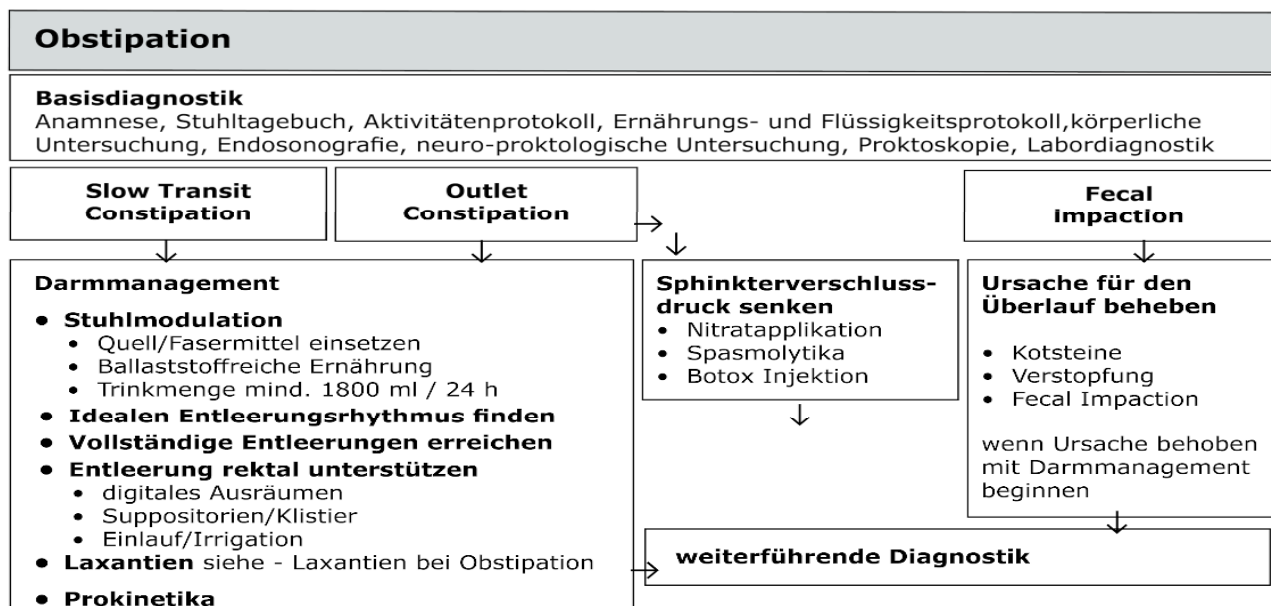 Obstipation
Basisdiagnostik
Anamnese, Stuhltagebuch, Aktivitätenprotokoll, Ernährungs- und Flüssigkeitsprotokoll,körperliche
Untersuchung, Endosonografie, neuro-proktologische Untersuchung, Proktoskopie, Labordiagnostik
Slow Transit
Constipation
Outlet
Constipation
Fecal
impaction
Darmmanagement
• Stuhlmodulation
• Quell/Fasermittel einsetzen
• Ballaststoffreiche Ernährung
• Trinkmenge mind. 1800 ml / 24 h
• Idealen Entleerungsrhythmus finden
• Vollständige Entleerungen erreichen
• Entleerung rektal unterstützen
• digitales Ausräumen
• Suppositorien/Klistier
• Einlauf/Irrigation
• Laxantien siehe - Laxantien bei Obstipation
• Prokinetika
Sphinkterverschluss-
druck senken
• Nitratapplikation
• Spasmolytika
• Botox Injektion
Ursache für den
Überlauf beheben
• Kotsteine
• Verstopfung
• Fecal Impaction
wenn Ursache behoben
mit Darmmanagement
beginnen
weiterführende Diagnostik